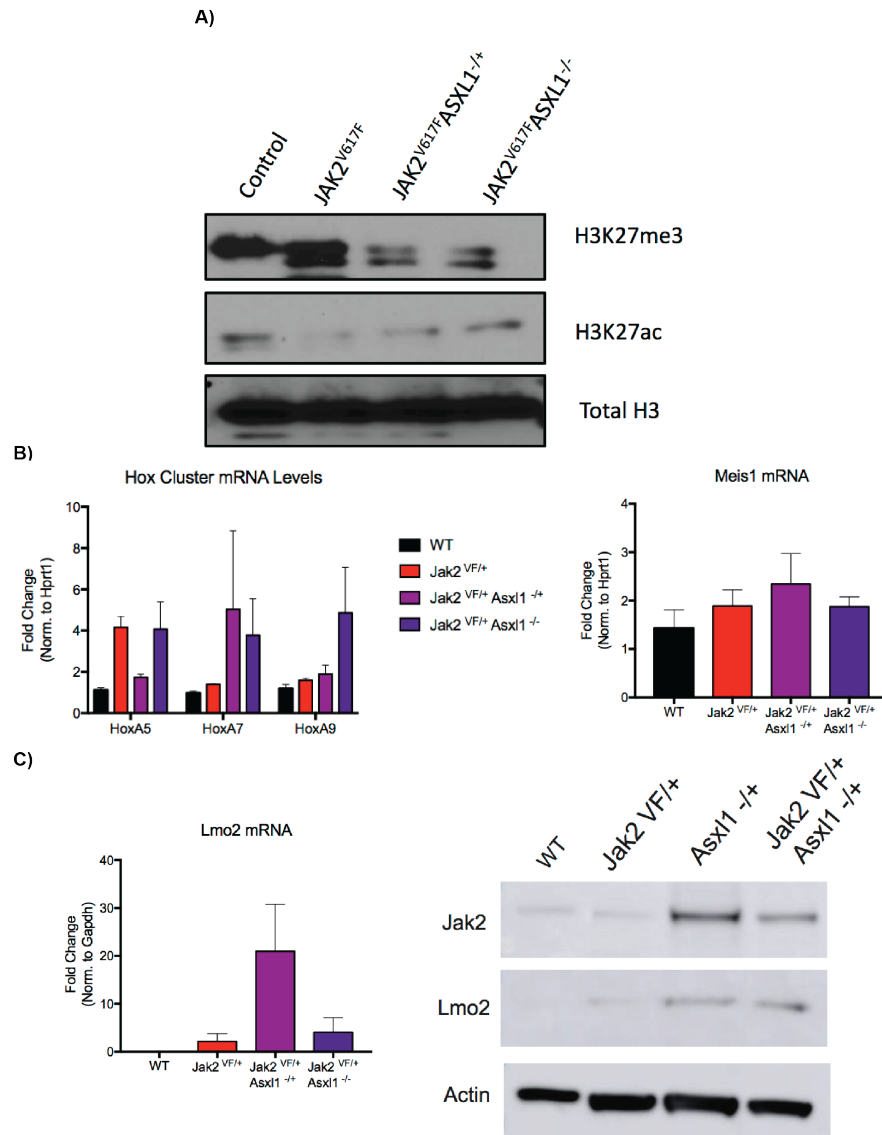 A)
Control
JAK2V617F
JAK2V617FASXL1-/+
JAK2V617FASXL1-/-
H3K27me3
H3K27ac
Total H3
B)
Hox Cluster mRNA Levels
Fold Change
(Norm. to Hprt1)
10
8
6
4
2
0
HoxA5
HoxA7
HoxA9
WT
Jak2 VF/+
Jak2 VF/+ Asxl1 -/+
Jak2 VF/+ Asxl1 -/-
Meis1 mRNA
Fold Change
(Norm. to Hprt1)
4
3
2
1
0
WT
Jak2 VF/+
Jak2 VF/+
Asxl1 -/+
Jak2 VF/+
Asxl1 -/-
C)
Lmo2 mRNA
Fold Change
(Norm. to Gapdh)
40
30
20
10
0
WT
Jak2 VF/+
Jak2 VF/+
Asxl1 -/+
Jak2 VF/+
Asxl1 -/-
WT
Jak2 VF/+
Asxl1 -/+
Jak2 VF/+
Asxl1 -/+
Jak2
Lmo2
Actin